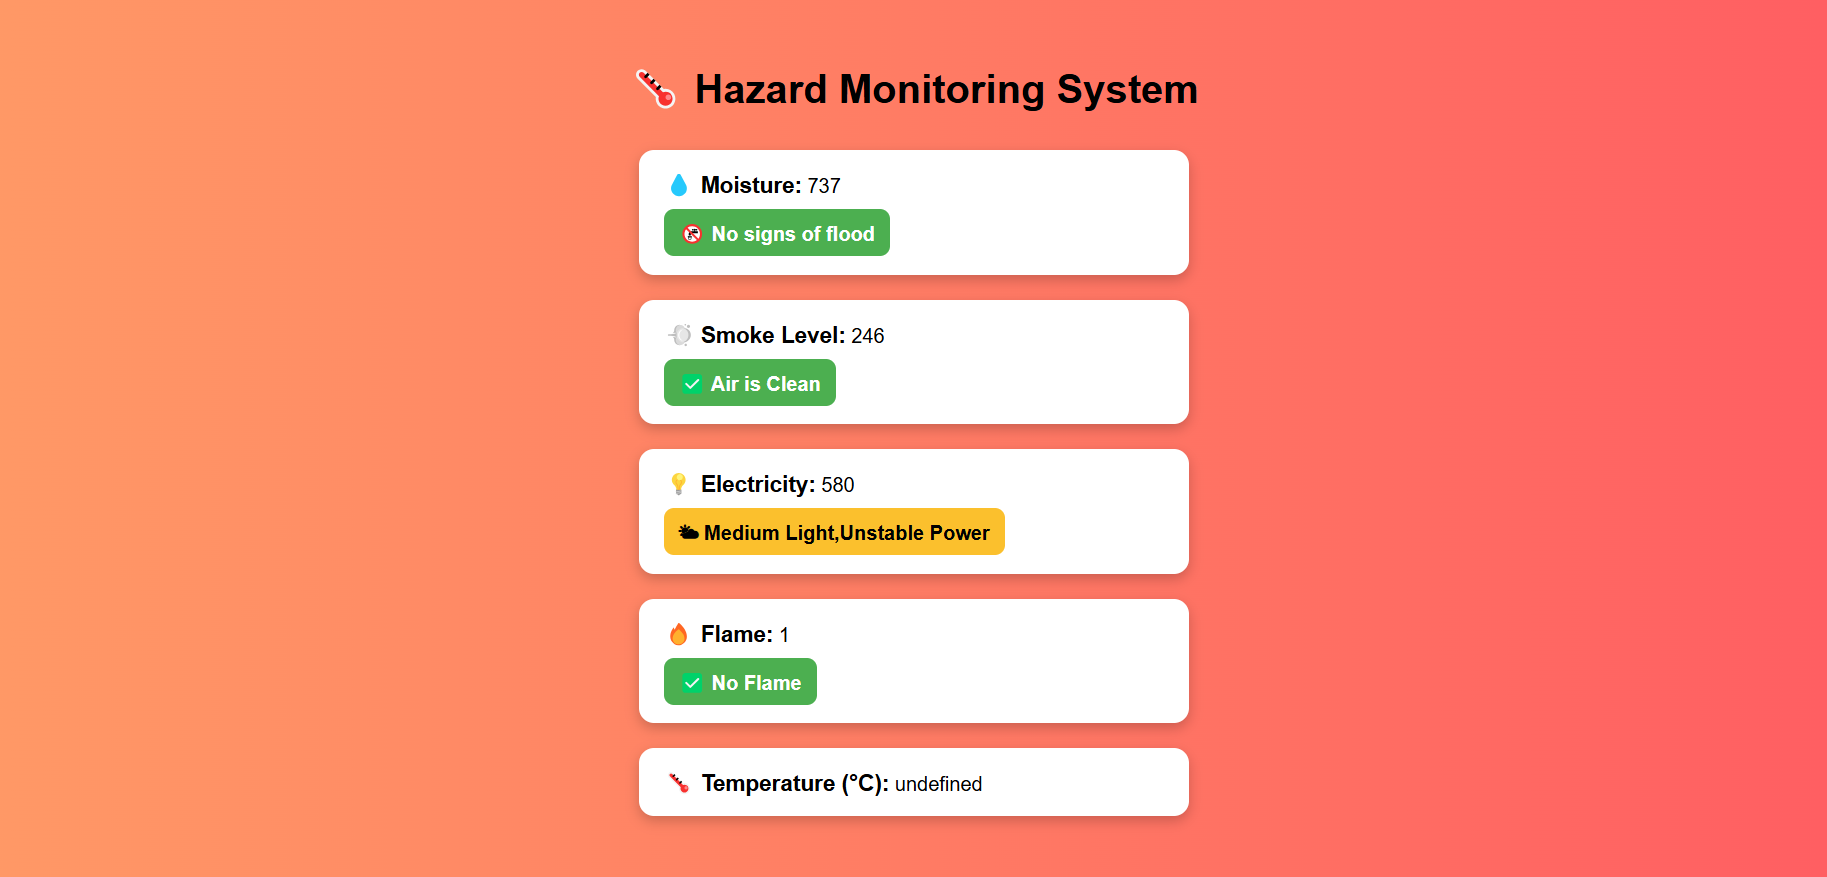 Hazard Monitoring System
Moisture: 737
No signs of flood
Smoke Level: 246
Air is Clean
Electricity: 580
Medium Light,Unstable Power
Flame: 1
No Flame
Temperature (°C): undefined